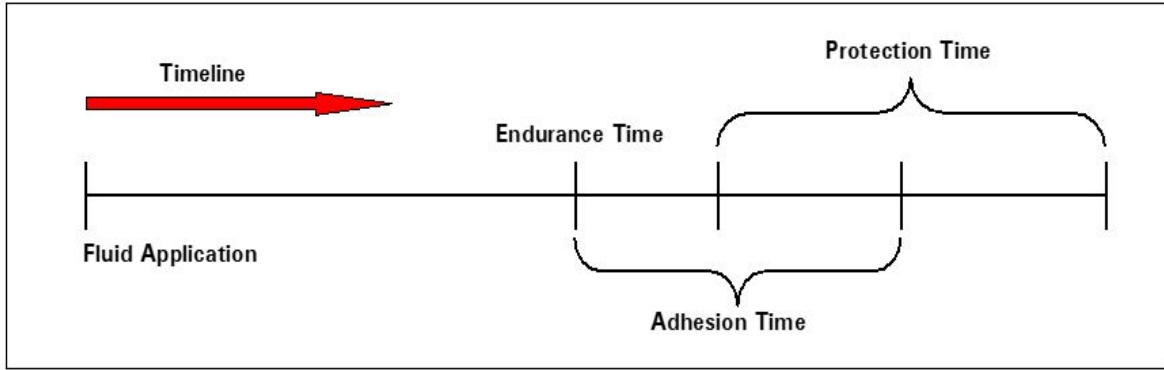 Protection Time
Timeline
Endurance Time
Fluid Application
Adhesion Time